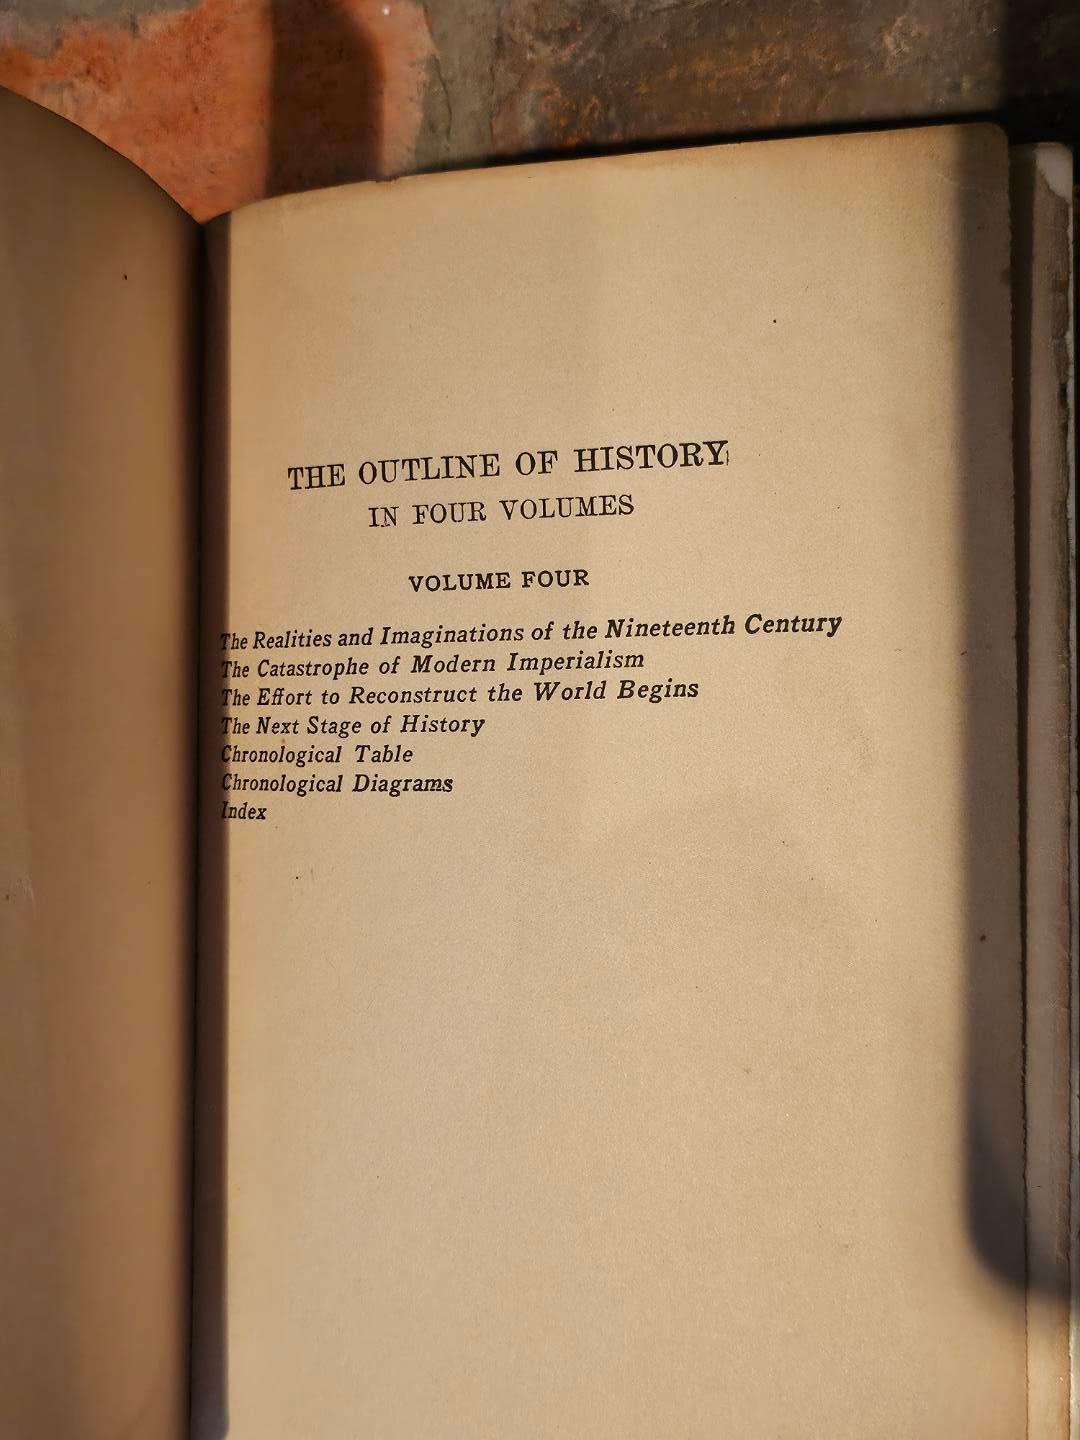 THE OUTLINE OF HISTORY
IN FOUR VOLUMES
VOLUME FOUR
The Realities and Imaginations of the Nineteenth Century
The Catastrophe of Modern Imperialism
The Effort to Reconstruct the World Begins
The Next Stage of History
Chronological Table
Chronological Diagrams
Index